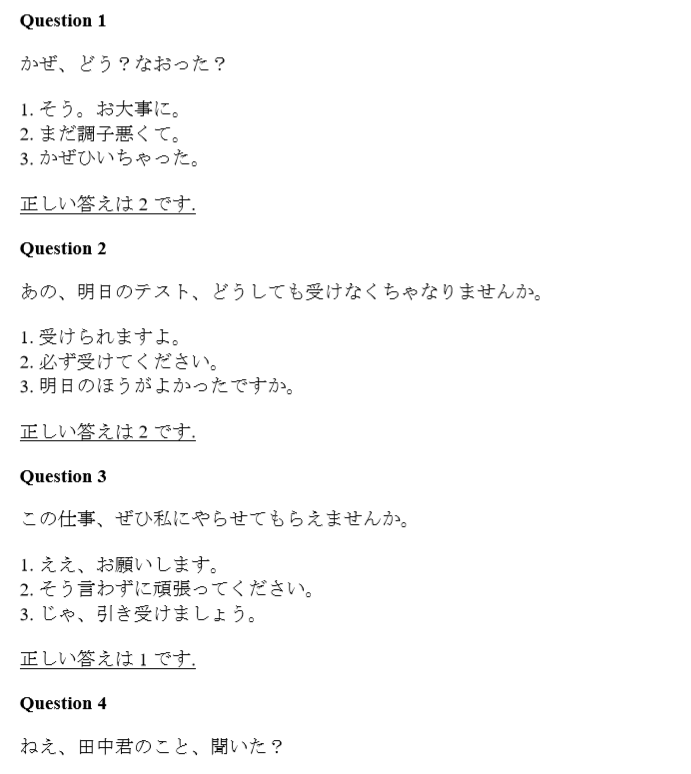 Question 1
かぜ、どう？なおった？
1. そう。お大事に。
2. まだ調子悪くて。
3. かぜひいちゃった。
正しい答えは 2 です.
Question 2
あの、明日のテスト、どうしても受けなくちゃなりませんか。
1. 受けられますよ。
2. 必ず受けてください。
3. 明日のほうがよかったですか。
正しい答えは 2 です.
Question 3
この仕事、ぜひ私にやらせてもらえませんか。
1. ええ、お願いします。
2. そう言わずに頑張ってください。
3. じゃ、引き受けましょう。
正しい答えは 1 です.
Question 4
ねえ、田中君のこと、聞いた？